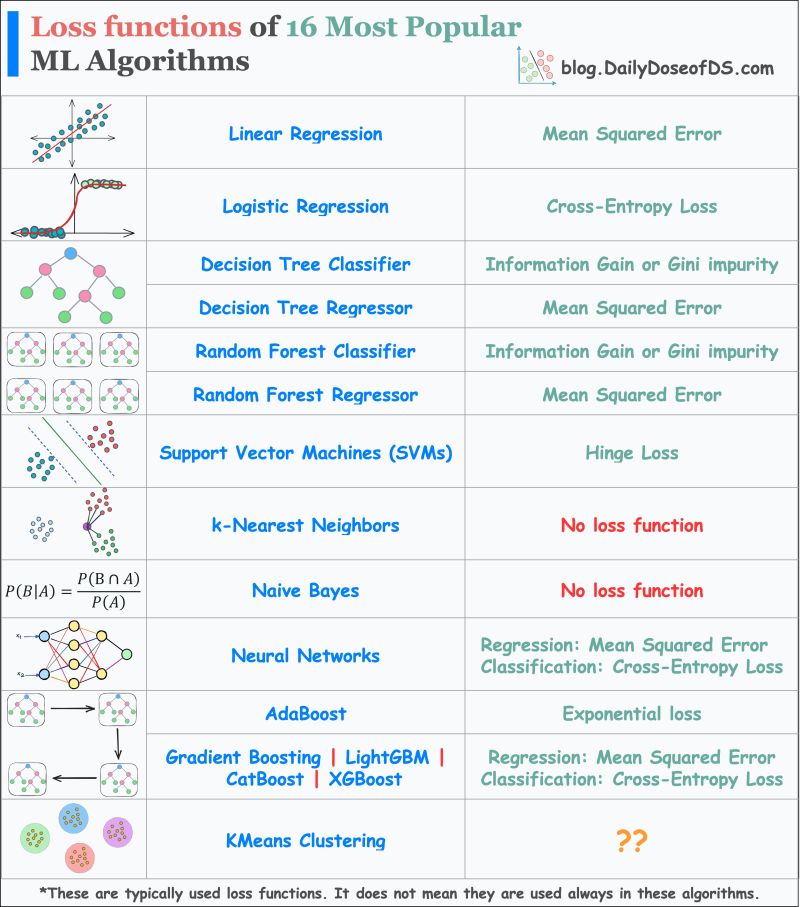 Loss functions of 16 Most Popular
ML Algorithms
blog.DailyDoseofDS.com
Linear Regression
Mean Squared Error
Logistic Regression
Cross-Entropy Loss
Decision Tree Classifier
Information Gain or Gini impurity
Decision Tree Regressor
Mean Squared Error
Random Forest Classifier
Information Gain or Gini impurity
Random Forest Regressor
Mean Squared Error
Support Vector Machines (SVMs)
Hinge Loss
k-Nearest Neighbors
No loss function
P(B|A) = P(B ∩ A) / P(A)
Naive Bayes
No loss function
x₁
x₂
Neural Networks
Regression: Mean Squared Error
Classification: Cross-Entropy Loss
AdaBoost
Exponential loss
Gradient Boosting | LightGBM |
CatBoost | XGBoost
Regression: Mean Squared Error
Classification: Cross-Entropy Loss
KMeans Clustering
??
*These are typically used loss functions. It does not mean they are used always in these algorithms.